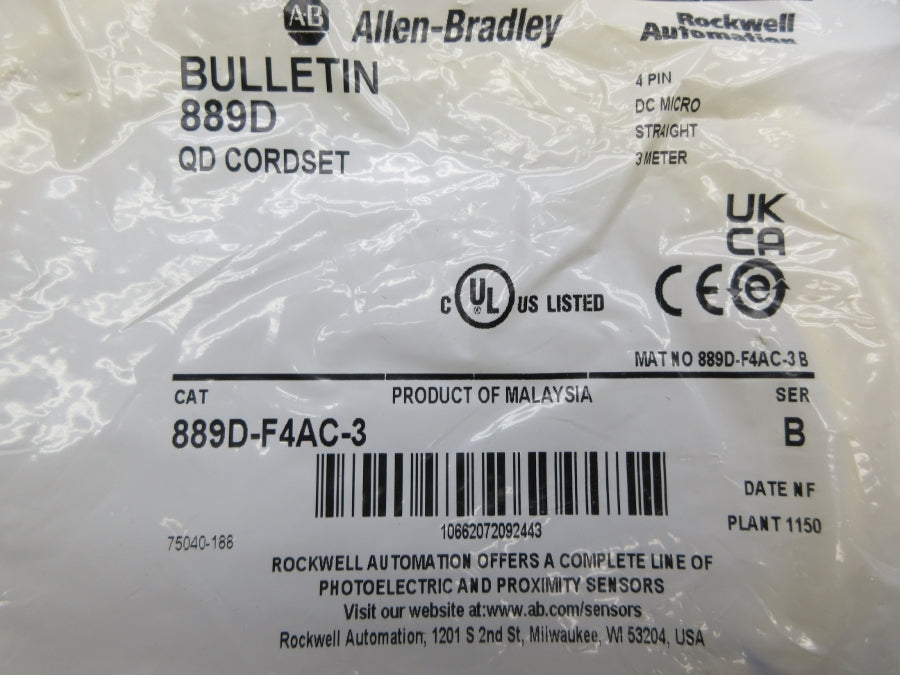 AB Allen-Bradley
Rockwell
Automation
BULLETIN
889D
QD CORDSET
4 PIN
DC MICRO
STRAIGHT
3 METER
UK
CA
C UL US LISTED
CE e
MAT NO 889D-F4AC-3 B
CAT PRODUCT OF MALAYSIA SER
889D-F4AC-3 B
DATE NF
PLANT 1150
10662072092443
75040-188
ROCKWELL AUTOMATION OFFERS A COMPLETE LINE OF
PHOTOELECTRIC AND PROXIMITY SENSORS
Visit our website at:www.ab.com/sensors
Rockwell Automation, 1201 S 2nd St, Milwaukee, WI 53204, USA